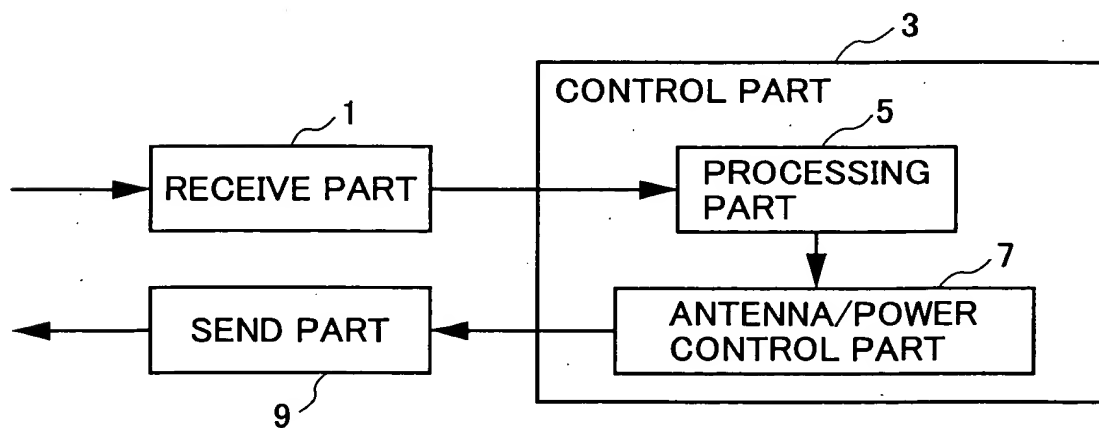 3
CONTROL PART
1
5
RECEIVE PART
PROCESSING
PART
7
SEND PART
ANTENNA/POWER
CONTROL PART
9